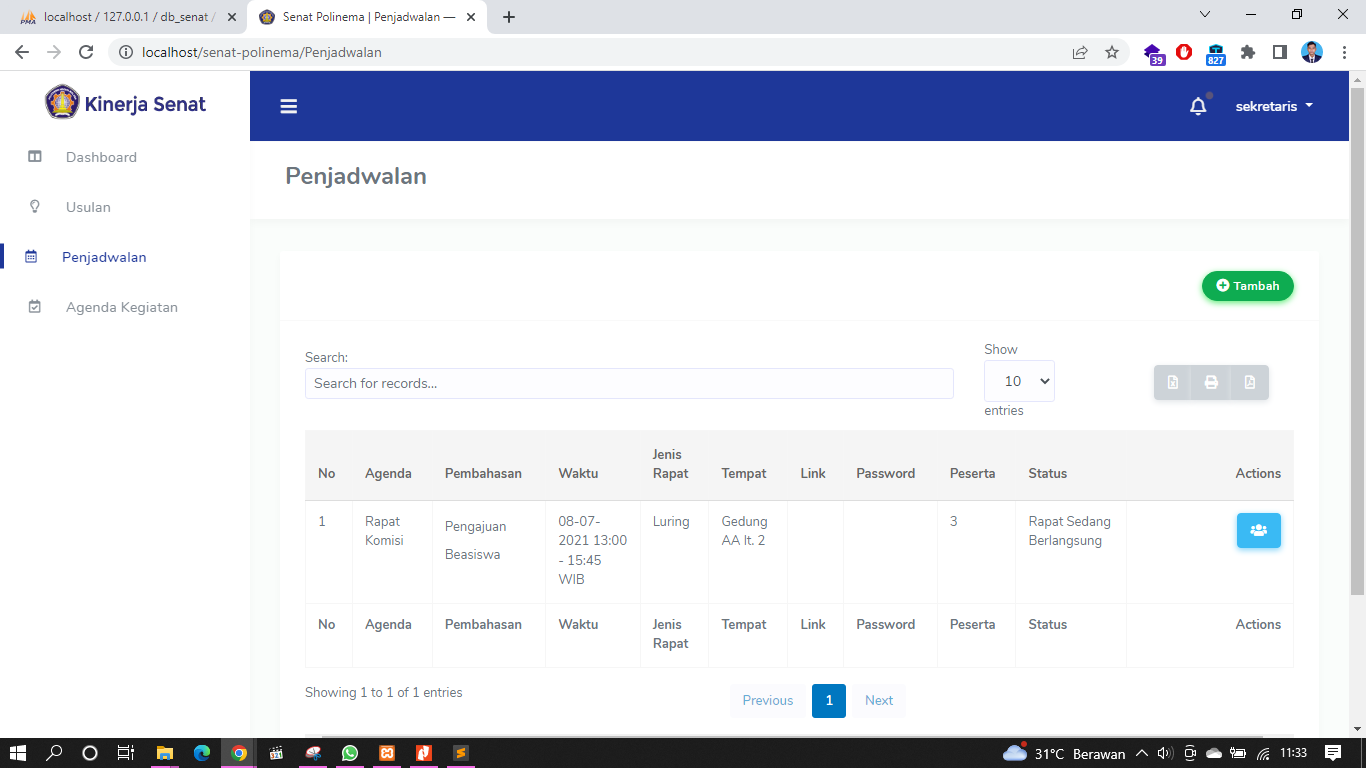 localhost / 127.0.0.1 / db_senat /
Senat Polinema | Penjadwalan —
localhost/senat-polinema/Penjadwalan
39
827
Kinerja Senat
sekretaris
Dashboard
Usulan
Penjadwalan
Agenda Kegiatan
Penjadwalan
Tambah
Search:
Search for records...
Show
10
entries
No Agenda Pembahasan Waktu Jenis Rapat Tempat Link Password Peserta Status Actions
1 Rapat Komisi Pengajuan Beasiswa 08-07-2021 13:00 - 15:45 WIB Luring Gedung AA lt. 2 3 Rapat Sedang Berlangsung
No Agenda Pembahasan Waktu Jenis Rapat Tempat Link Password Peserta Status Actions
Showing 1 to 1 of 1 entries
Previous 1 Next
31°C Berawan 11:33